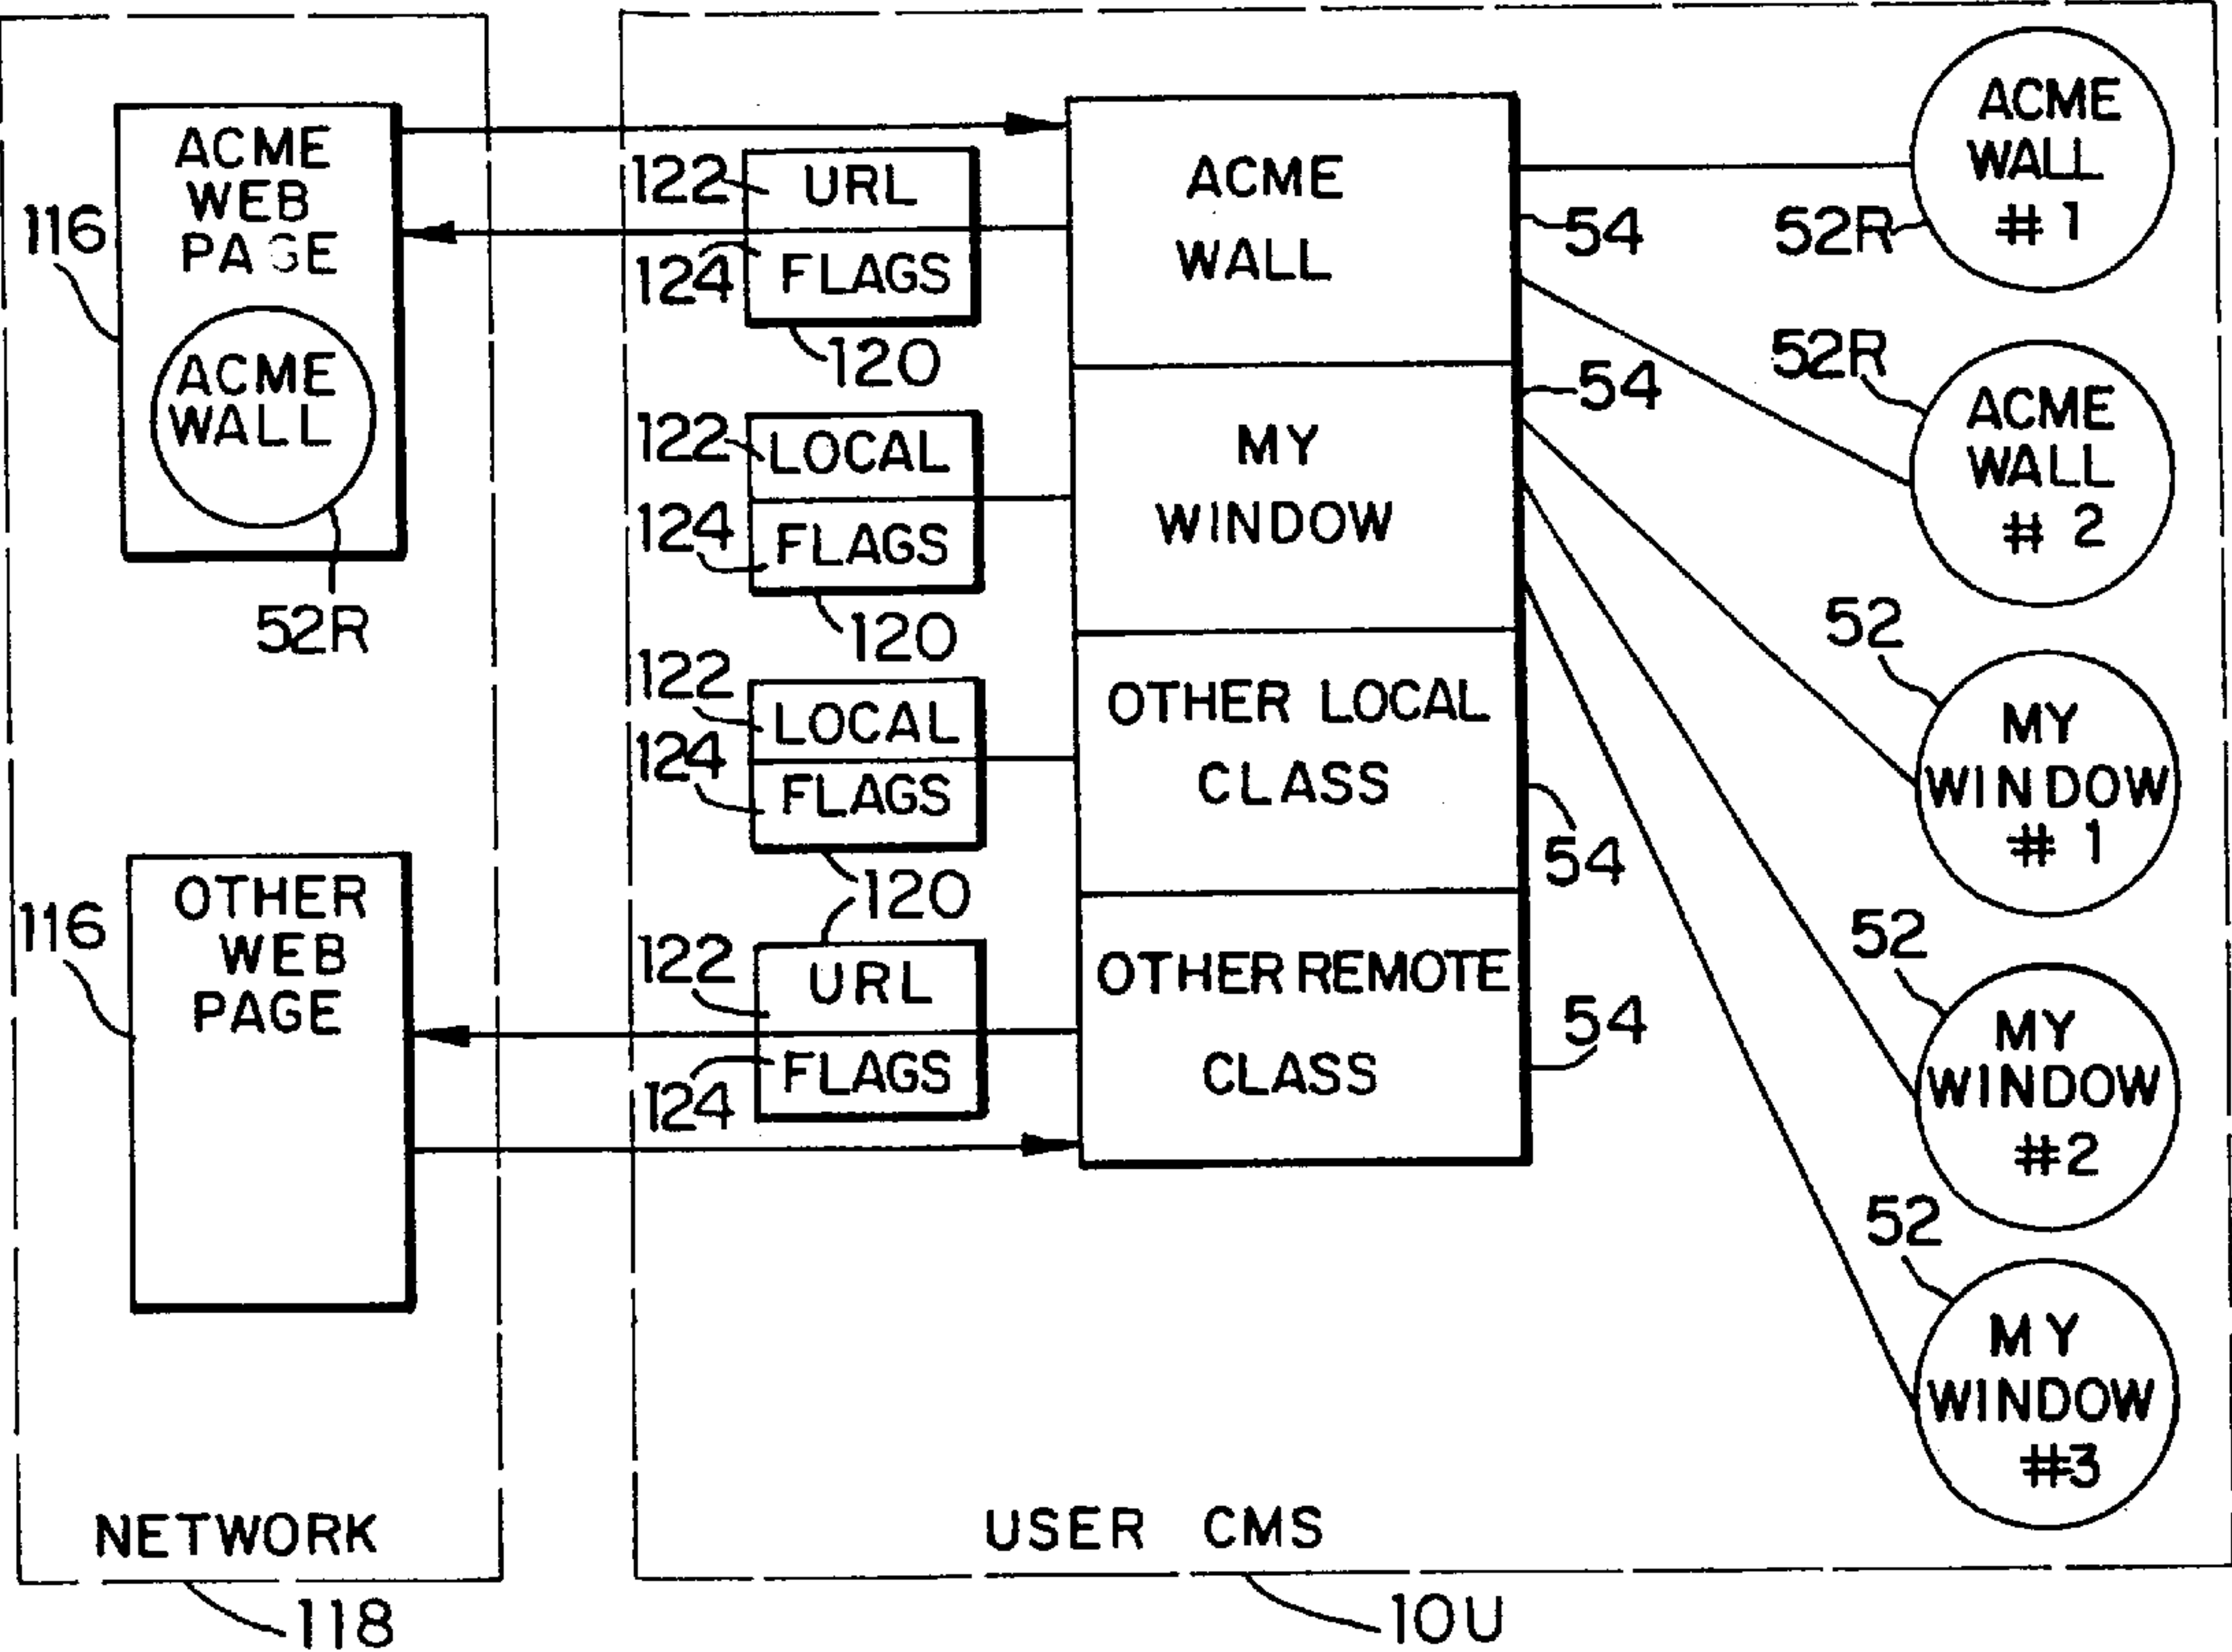 ACME
WEB
PAGE
116
ACME
WALL
52R
OTHER
WEB
PAGE
116
NETWORK
118
122
URL
124
FLAGS
120
122
LOCAL
124
FLAGS
120
122
LOCAL
124
FLAGS
120
122
URL
124
FLAGS
ACME
WALL
54
MY
WINDOW
54
OTHER LOCAL
CLASS
54
OTHER REMOTE
CLASS
54
ACME
WALL
# 1
52R
52R
ACME
WALL
# 2
52
MY
WINDOW
# 1
52
MY
WINDOW
#2
52
MY
WINDOW
#3
USER CMS
10U